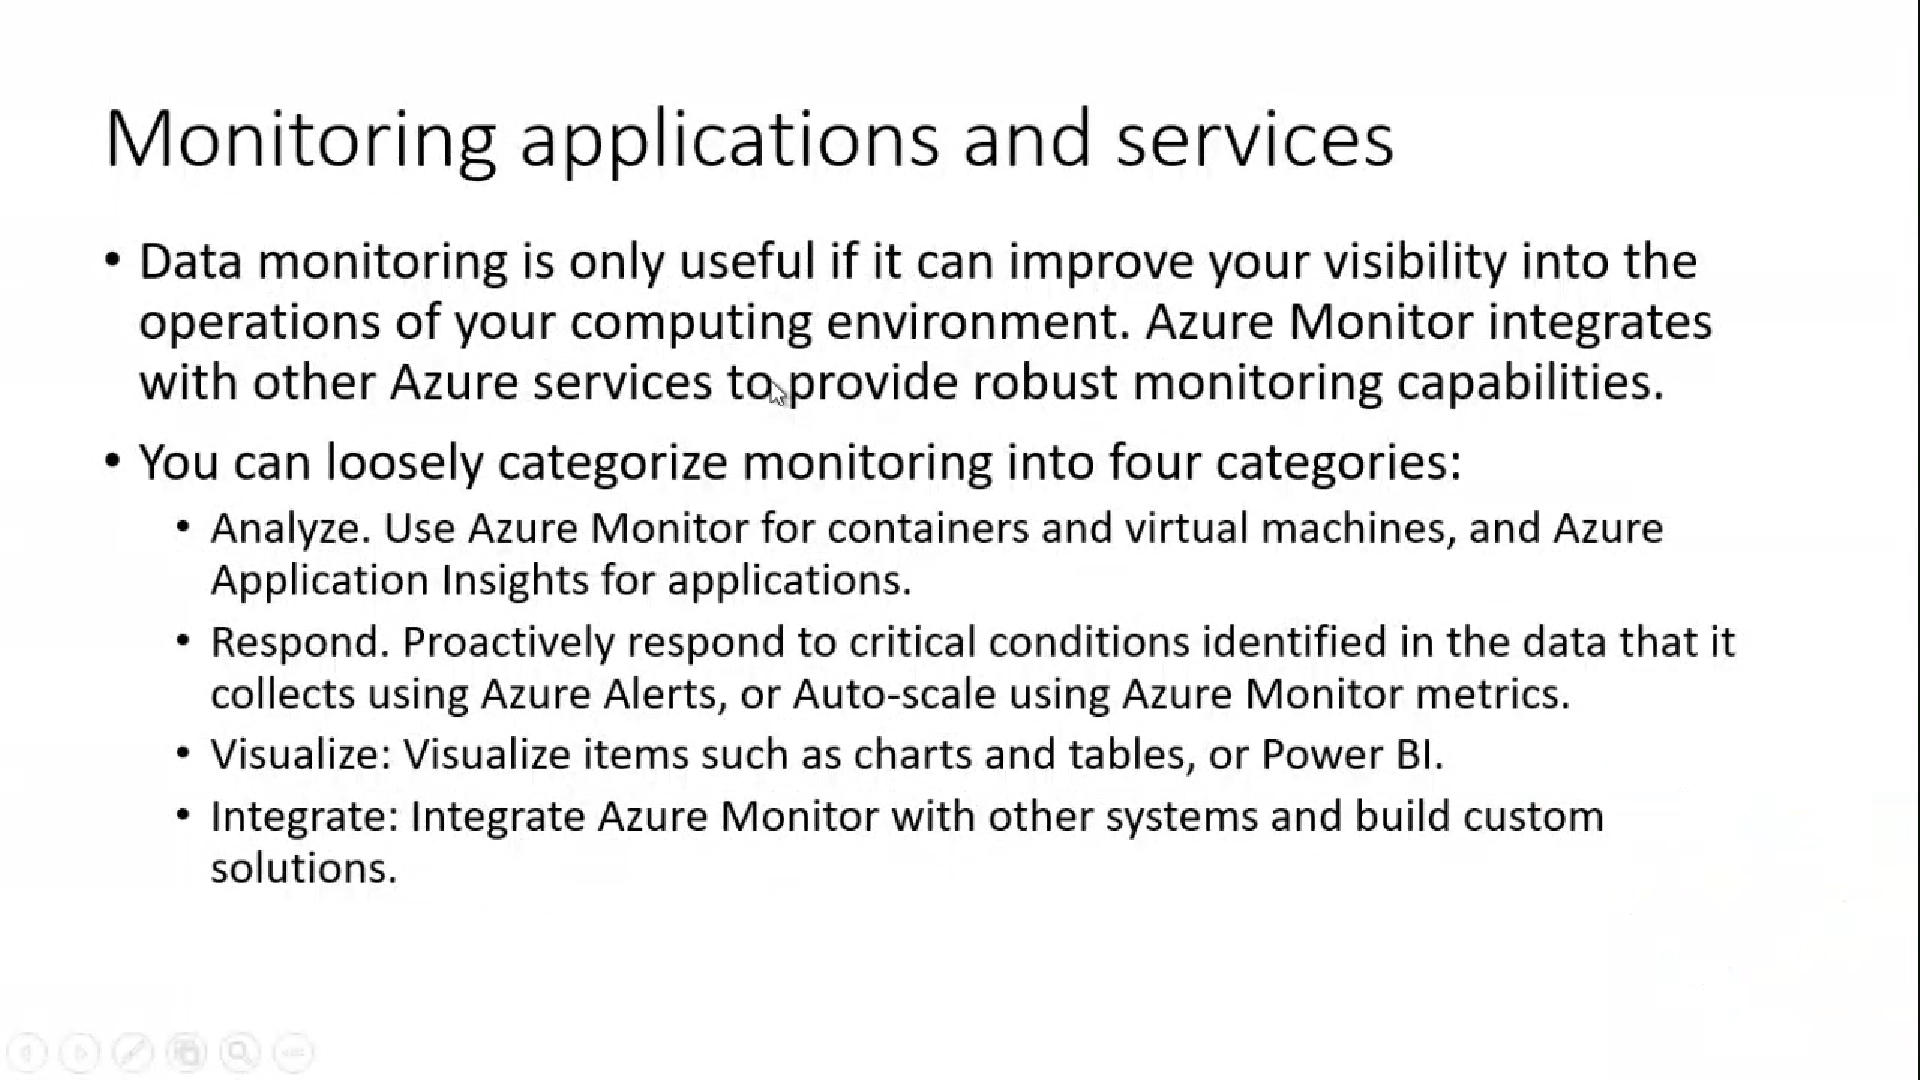 Monitoring applications and services
• Data monitoring is only useful if it can improve your visibility into the
operations of your computing environment. Azure Monitor integrates
with other Azure services to provide robust monitoring capabilities.
• You can loosely categorize monitoring into four categories:
• Analyze. Use Azure Monitor for containers and virtual machines, and Azure
Application Insights for applications.
• Respond. Proactively respond to critical conditions identified in the data that it
collects using Azure Alerts, or Auto-scale using Azure Monitor metrics.
• Visualize: Visualize items such as charts and tables, or Power BI.
• Integrate: Integrate Azure Monitor with other systems and build custom
solutions.